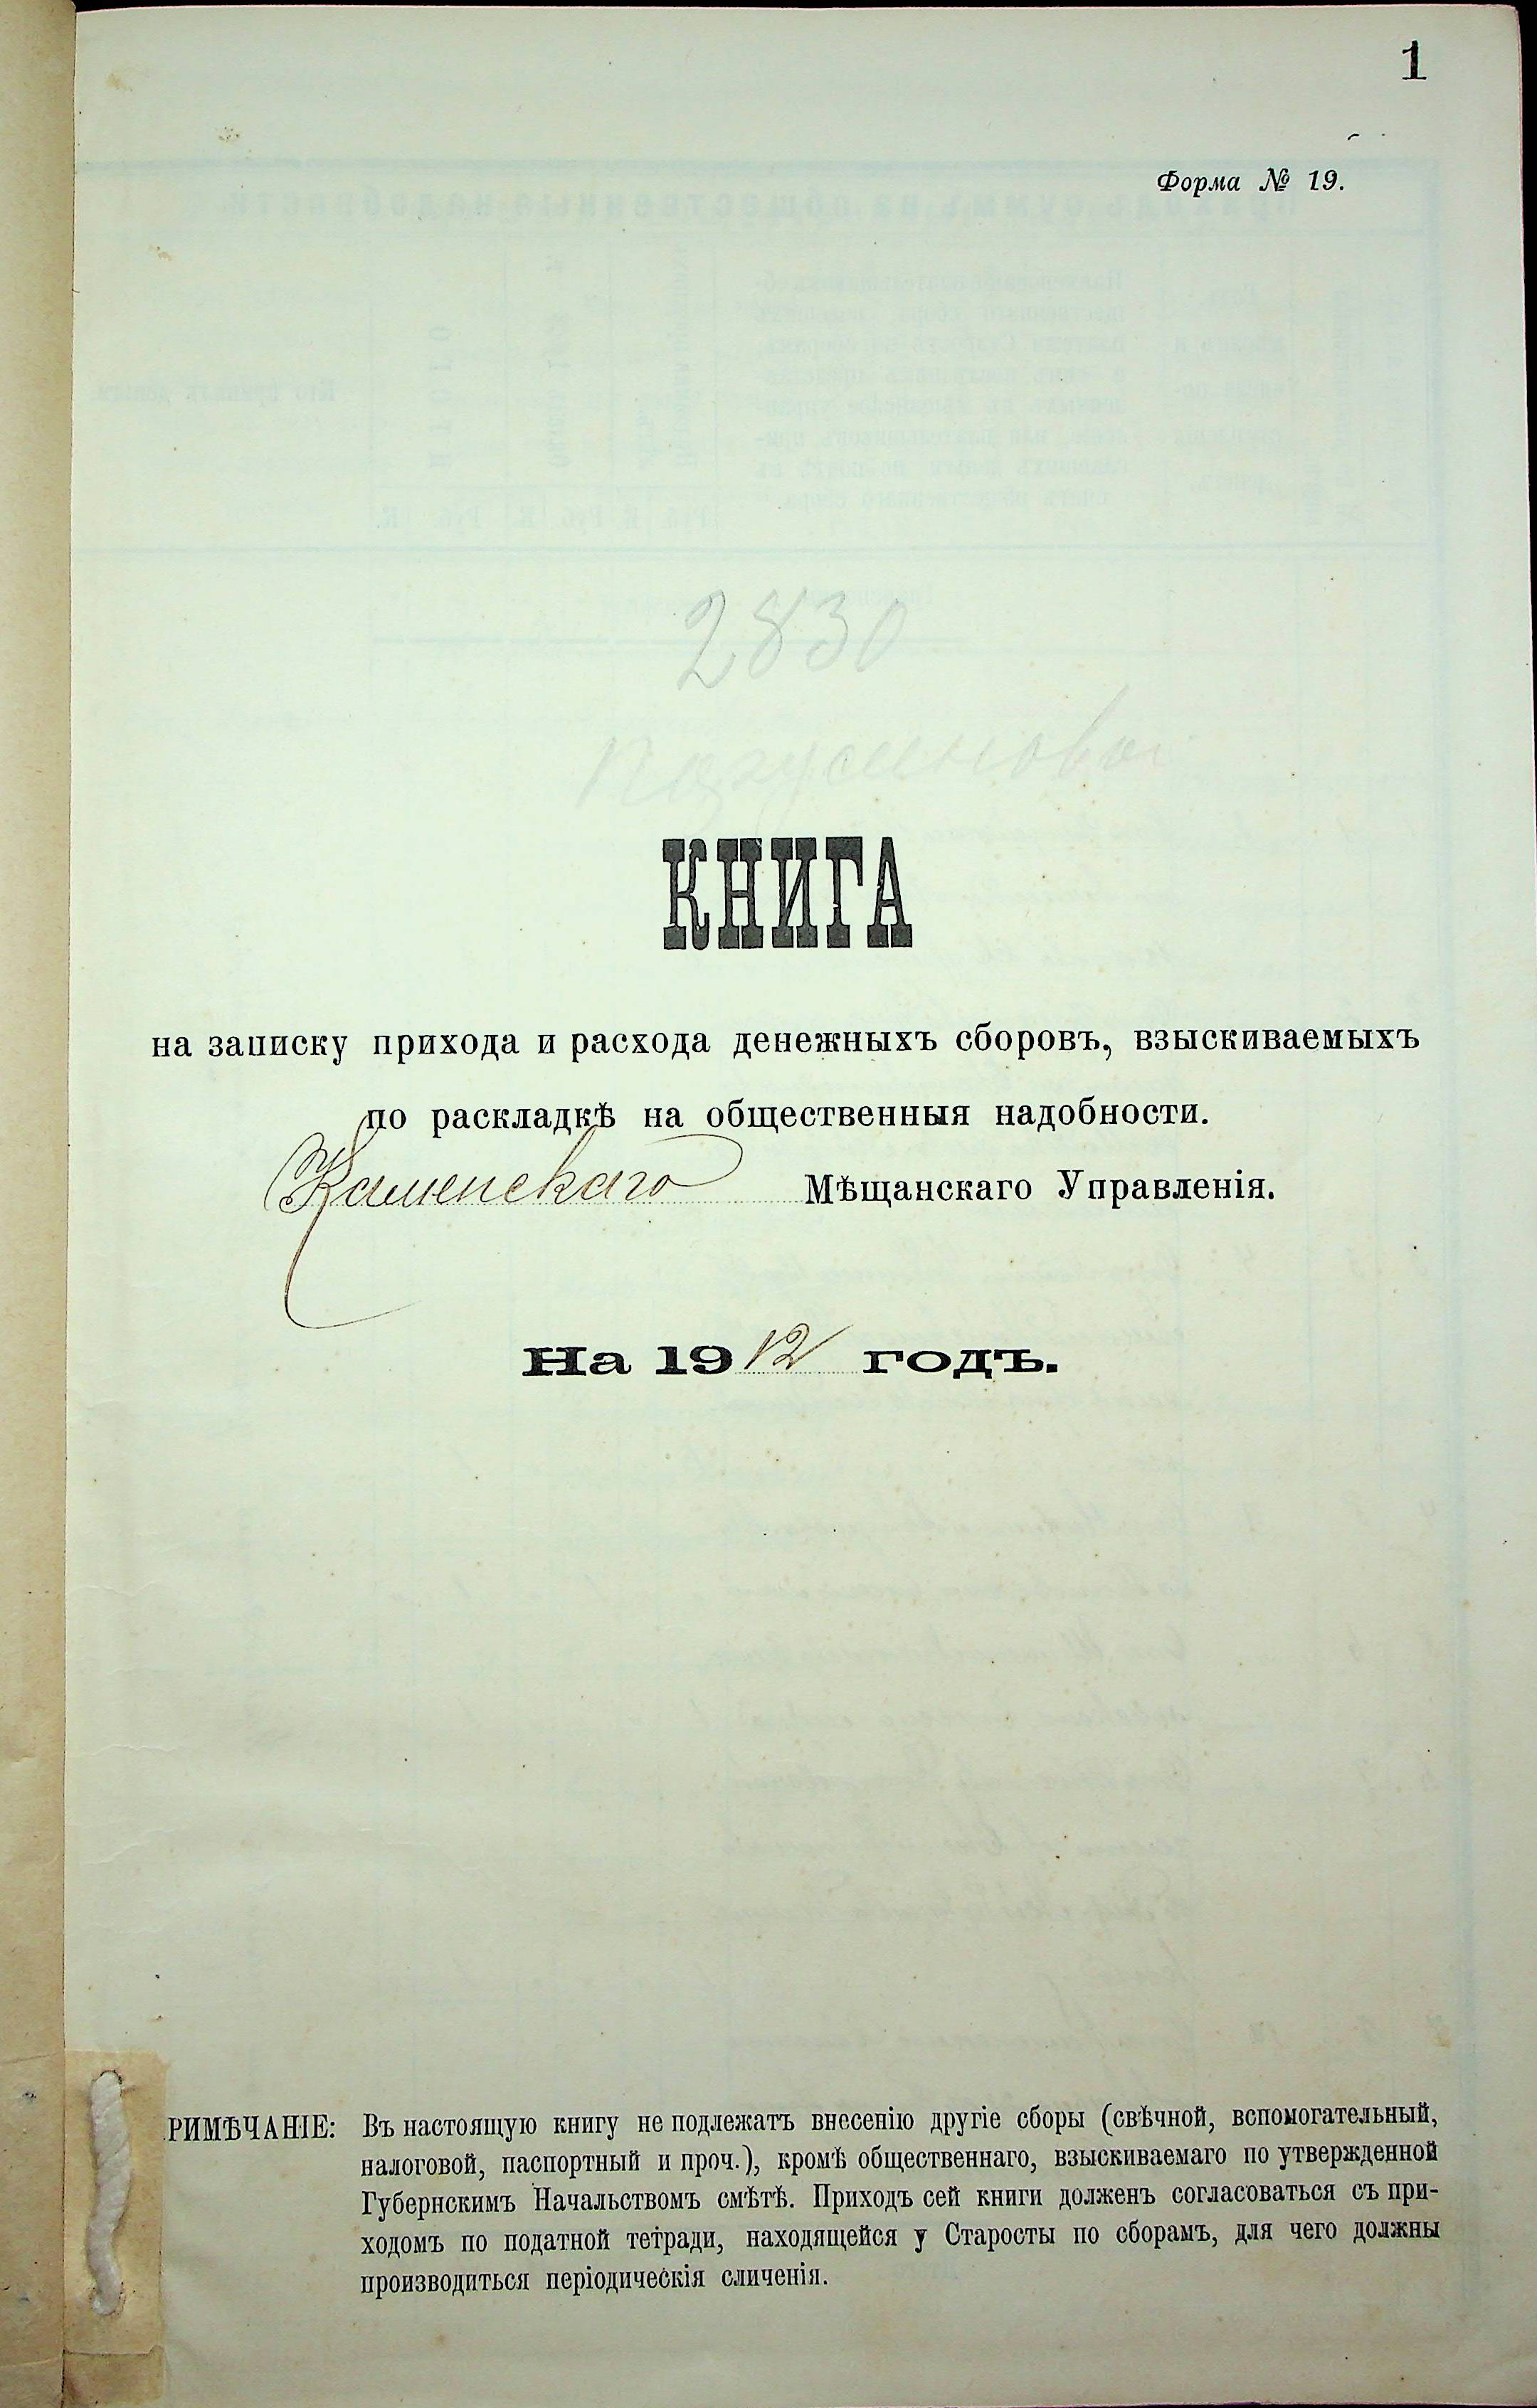 1
Форма № 19.
2830
КНИГА
на записку прихода и расхода денежныхъ сборовъ, взыскиваемыхъ
по раскладкѣ на общественныя надобности.
Каменскаго Мѣщанскаго Управленія.
На 1912 годъ.
РИМѢЧАНІЕ: Въ настоящую книгу не подлежатъ внесенію другіе сборы (свѣчной, вспомогательный,
налоговой, паспортный и проч.), кромѣ общественнаго, взыскиваемаго по утвержденной
Губернскимъ Начальствомъ смѣтѣ. Приходъ сей книги долженъ согласоваться съ при-
ходомъ по податной тетради, находящейся у Старосты по сборамъ, для чего должны
производиться періодическія сличенія.